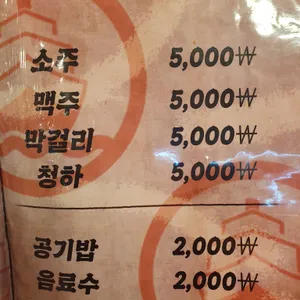 소주 5,000₩
맥주 5,000₩
막걸리 5,000₩
청하 5,000₩
공기밥 2,000₩
음료수 2,000₩